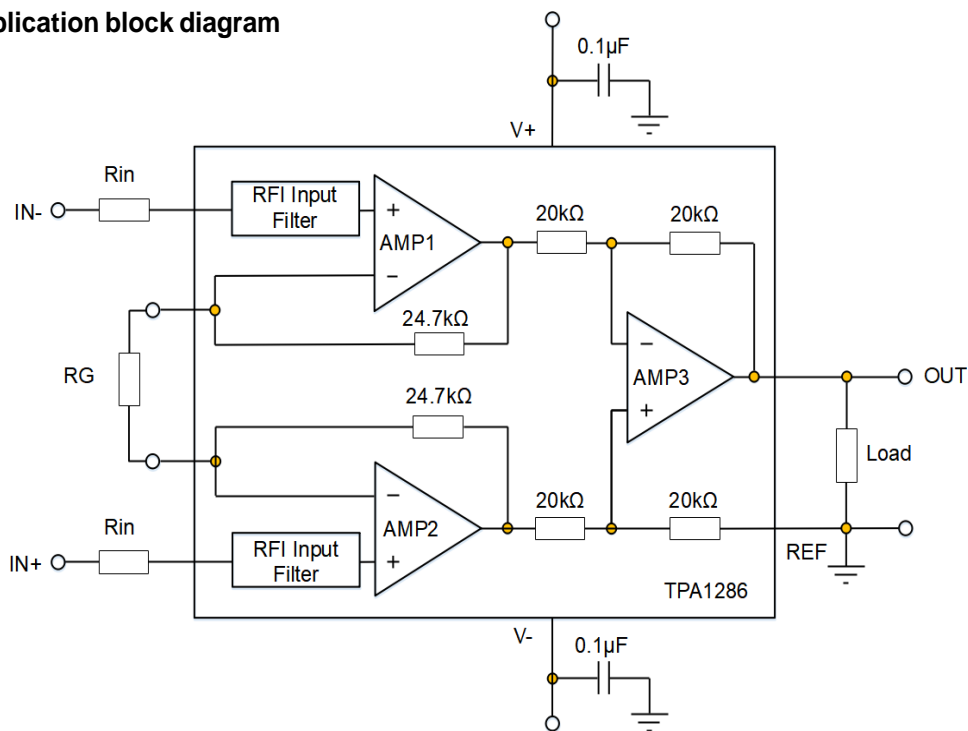 plication block diagram
0.1µF
V+
Rin
RFI Input
Filter
IN-
+
AMP1
−
20kΩ
20kΩ
24.7kΩ
RG
−
AMP3
+
OUT
24.7kΩ
Load
−
AMP2
+
20kΩ
20kΩ
Rin
RFI Input
Filter
IN+
REF
TPA1286
V-
0.1µF